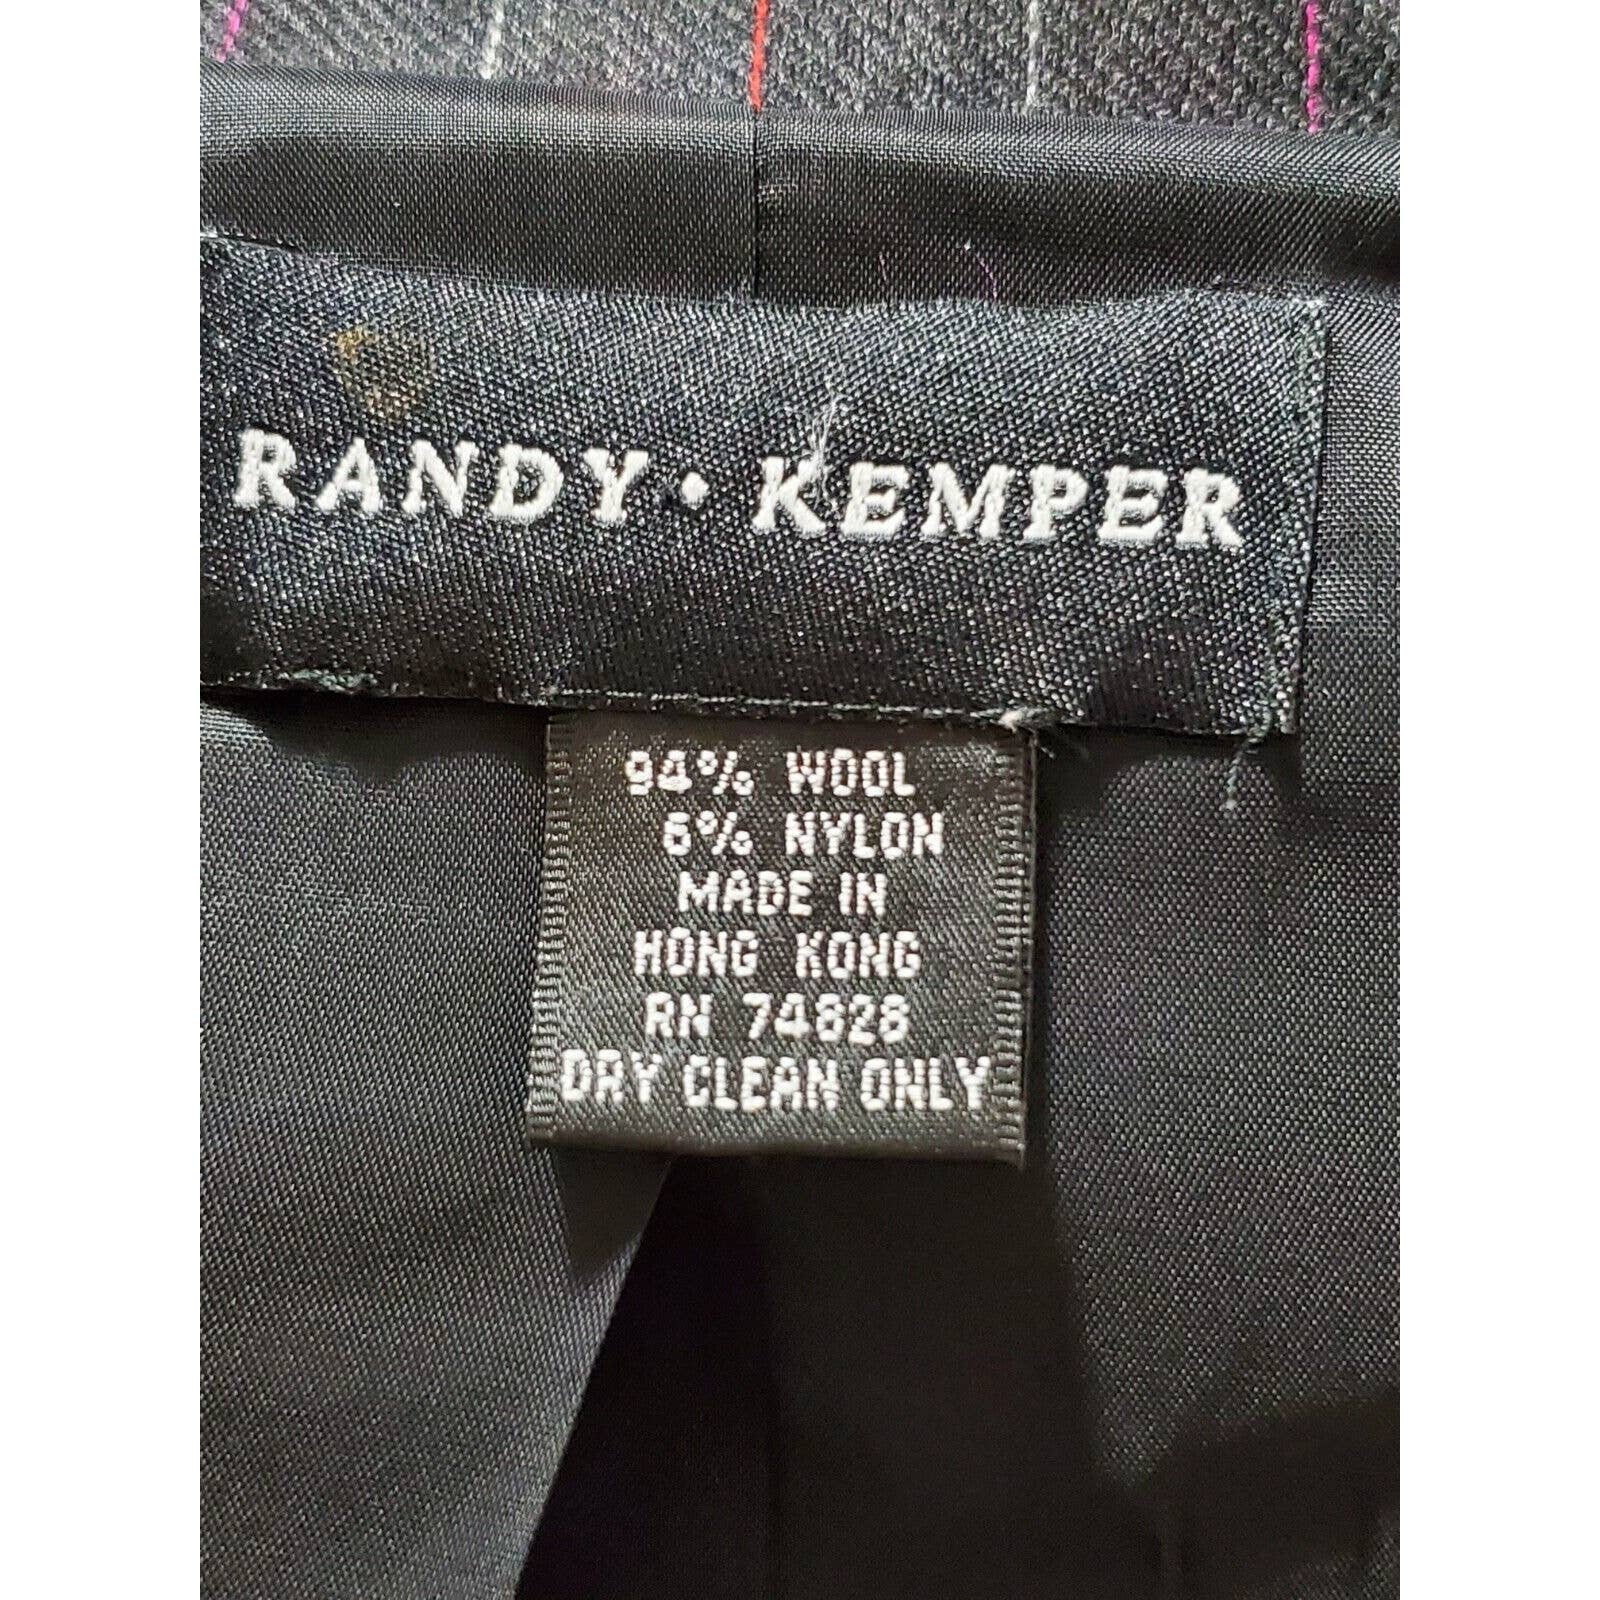 RANDY • KEMPER
94% WOOL
6% NYLON
MADE IN
HONG KONG
RN 74828
DRY CLEAN ONLY